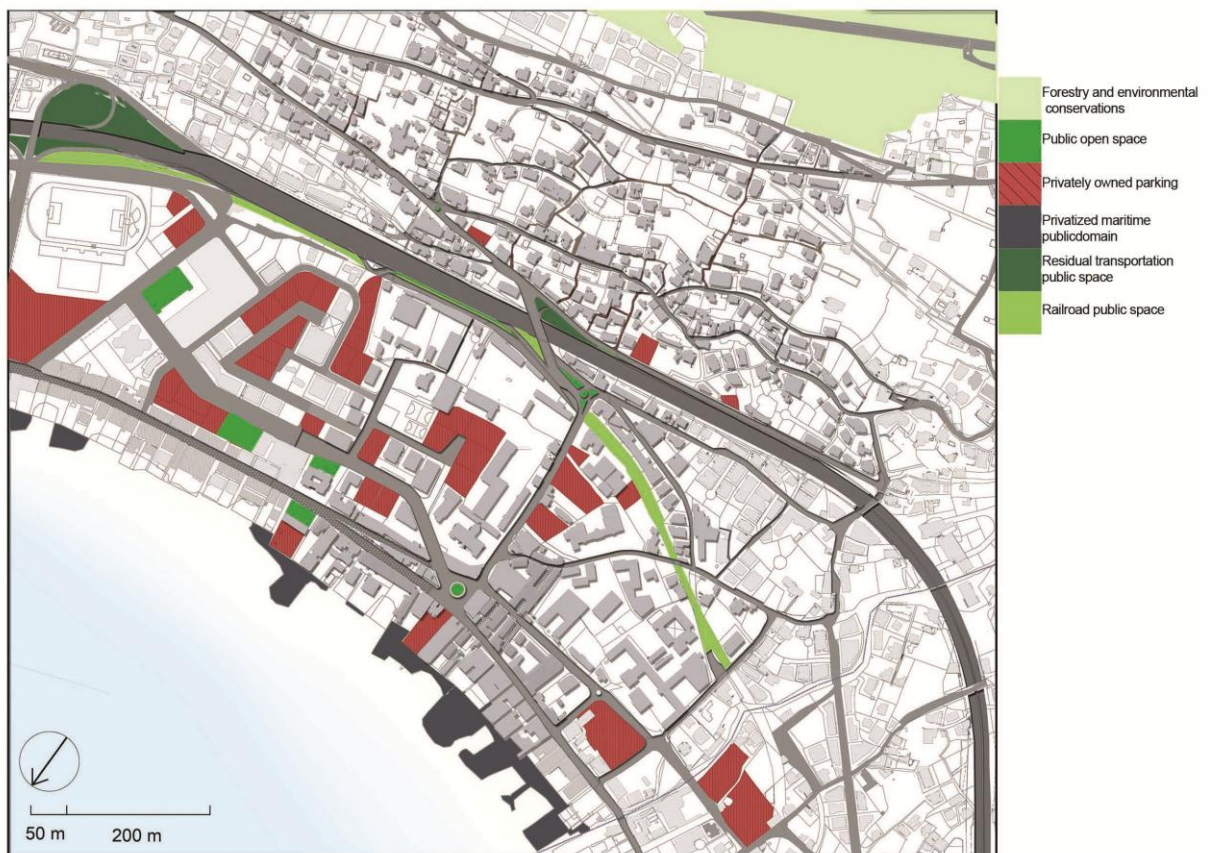 Forestry and environmental
conservations
Public open space
Privately owned parking
Privatized maritime
publicdomain
Residual transportation
public space
Railroad public space
50 m
200 m